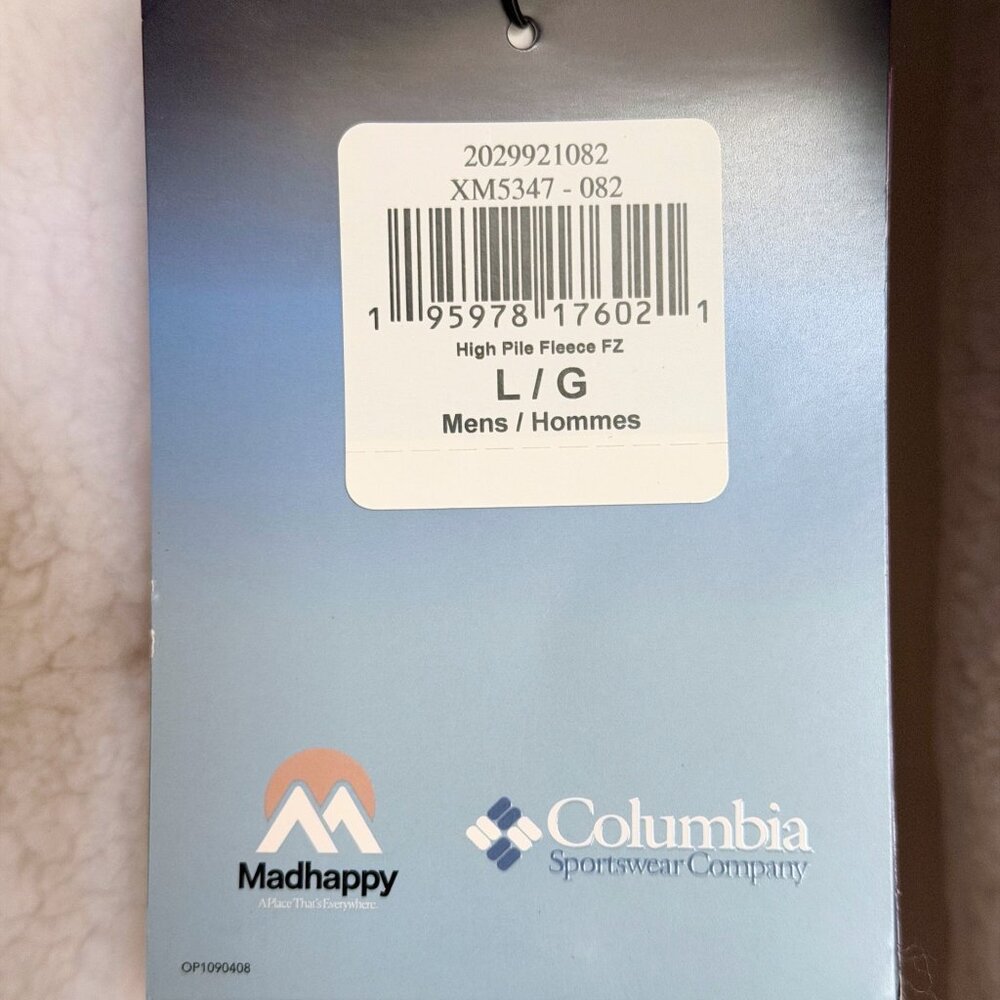 2029921082
XM5347 - 082
1 95978 17602 1
High Pile Fleece FZ
L / G
Mens / Hommes
Madhappy
A Place That's Everywhere.
Columbia
Sportswear Company
OP1090408